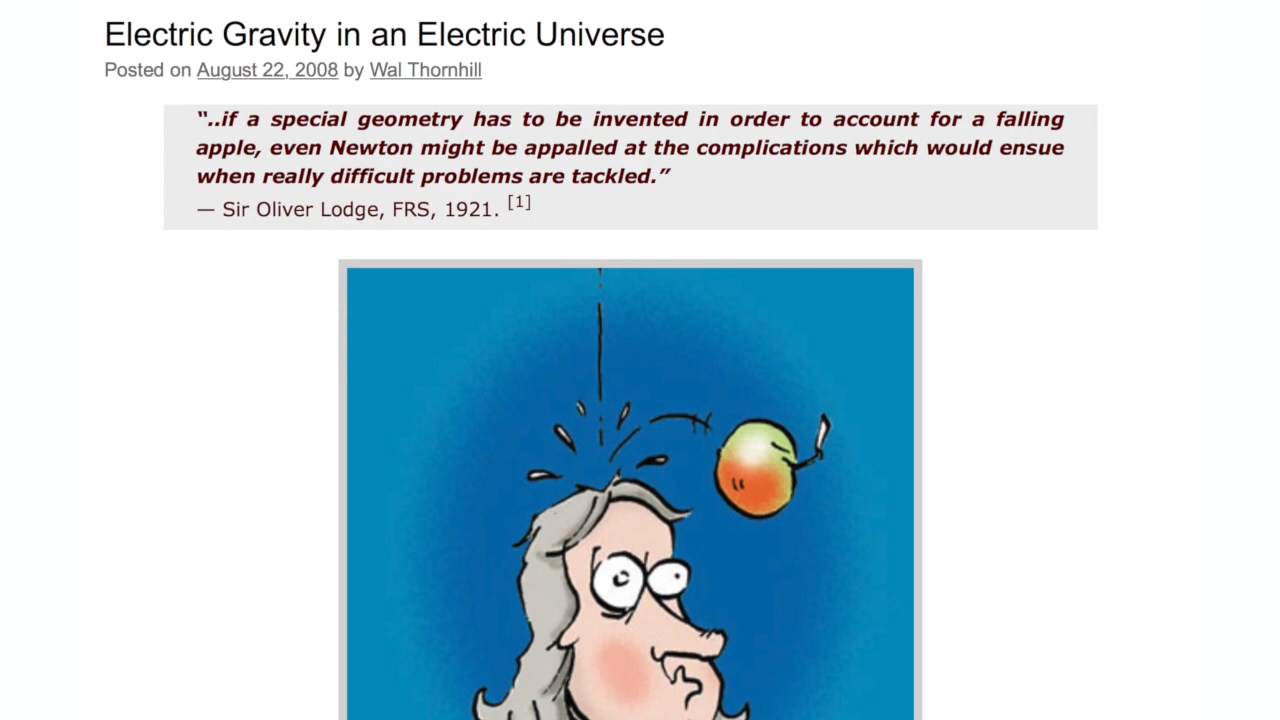 Electric Gravity in an Electric Universe
Posted on August 22, 2008 by Wal Thornhill
“..if a special geometry has to be invented in order to account for a falling
apple, even Newton might be appalled at the complications which would ensue
when really difficult problems are tackled.”
— Sir Oliver Lodge, FRS, 1921. [1]